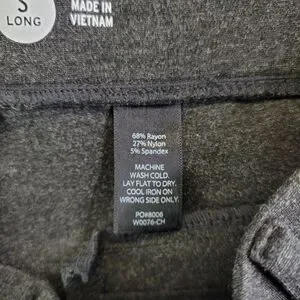 S
LONG
MADE IN
VIETNAM
68% Rayon
27% Nylon
5% Spandex
MACHINE
WASH COLD.
LAY FLAT TO DRY.
COOL IRON ON
WRONG SIDE ONLY.
PO#8006
W0076-CH